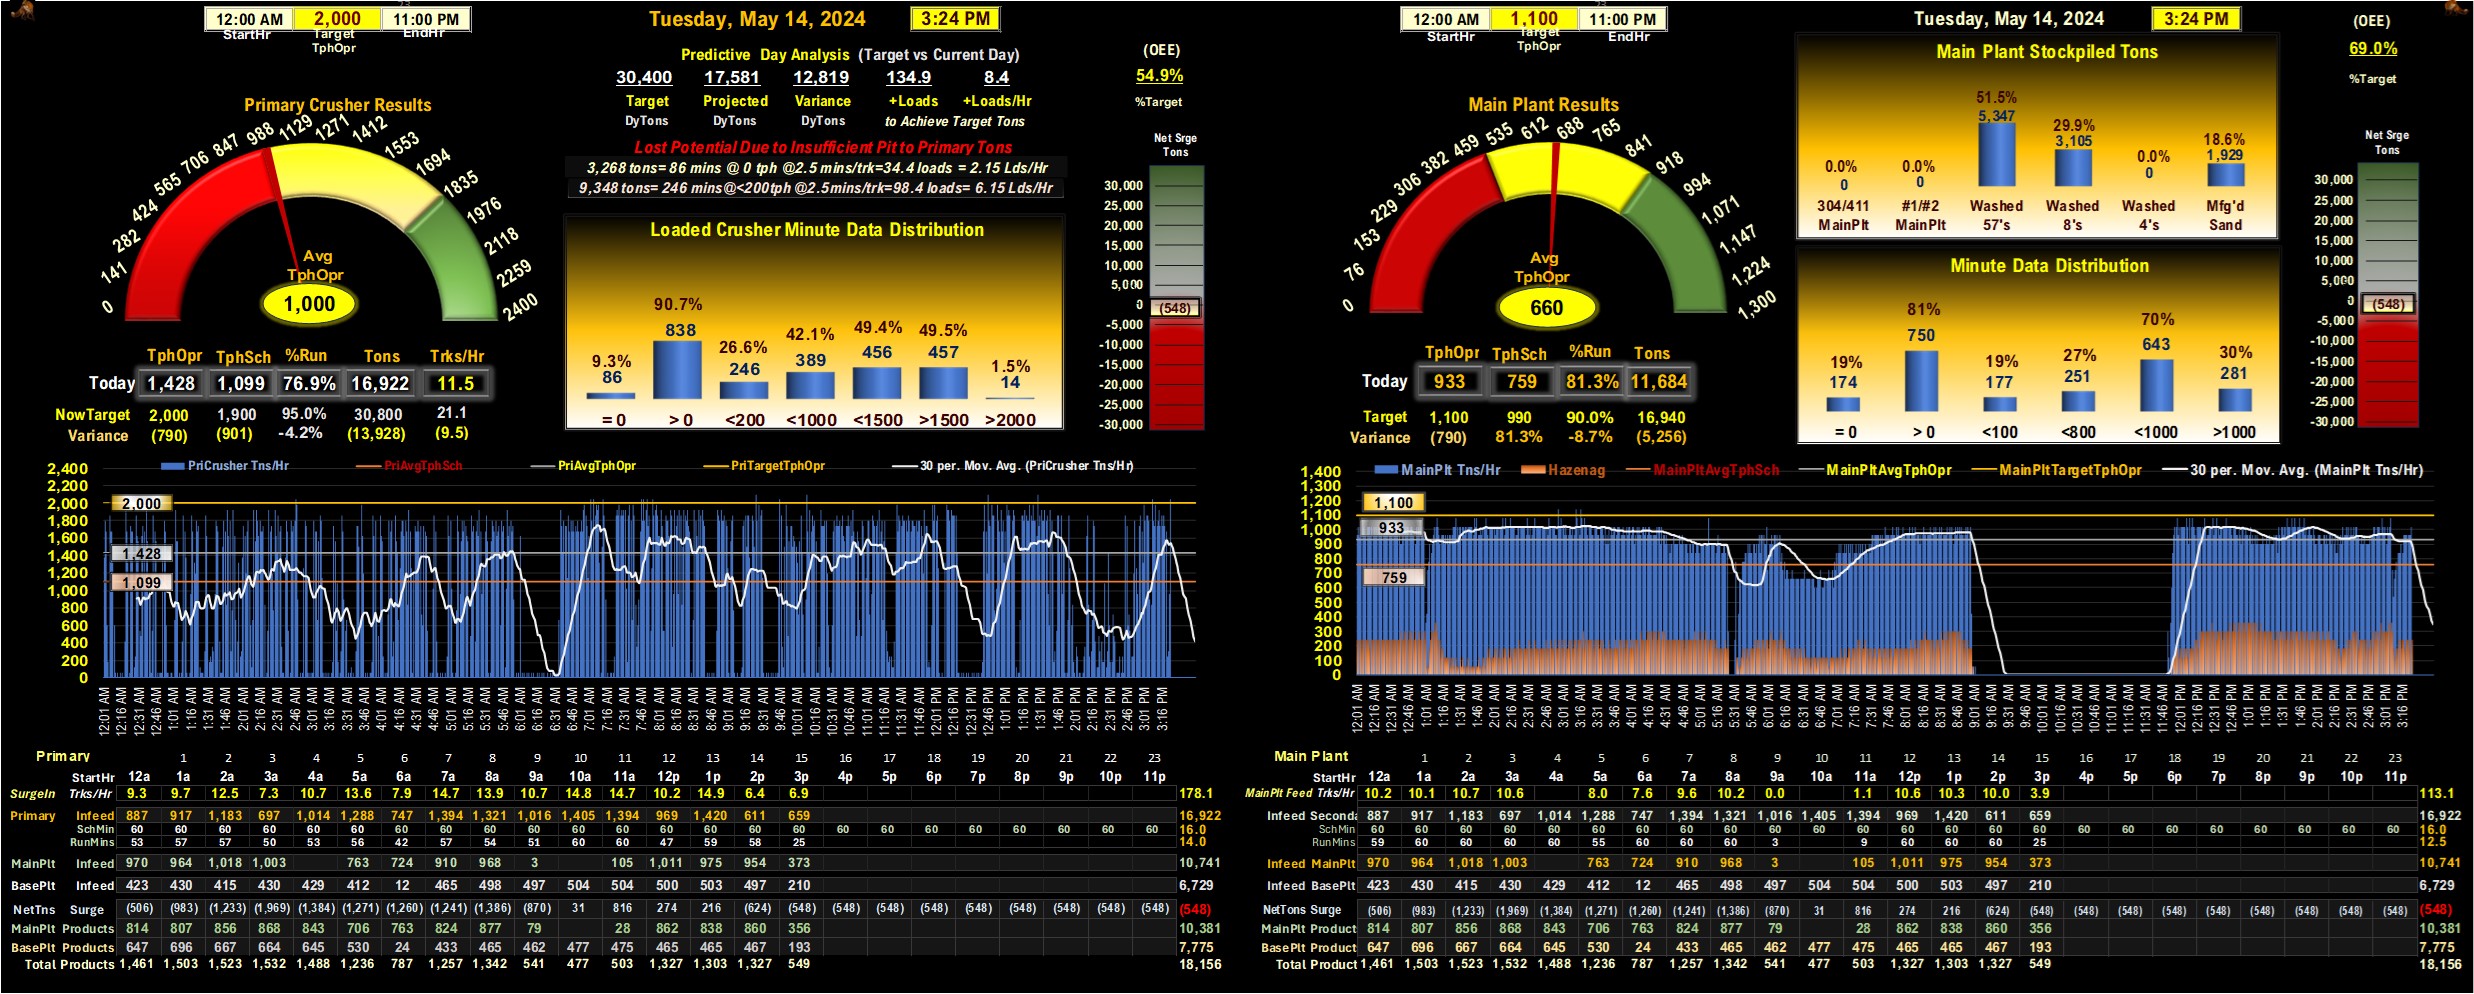 12:00 AM 2,000 11:00 PM
StartHr Target TphOpr EndHr
Tuesday, May 14, 2024 3:24 PM
Predictive Day Analysis (Target vs Current Day)
30,400 17,581 12,819 134.9 8.4
Target Projected Variance +Loads +Loads/Hr
DyTons DyTons DyTons to Achieve Target Tons
Lost Potential Due to Insufficient Pit to Primary Tons
3,268 tons= 86 mins @ 0 tph @2.5 mins/trk=34.4 loads = 2.15 Lds/Hr
9,348 tons= 246 mins@<200tph @2.5mins/trk=98.4 loads= 6.15 Lds/Hr
(OEE)
54.9%
%Target
Net Srge
Tons
30,000
25,000
20,000
15,000
10,000
5,000
0
(548)
-5,000
-10,000
-15,000
-20,000
-25,000
-30,000
Primary Crusher Results
0 141 282 424 565 706 847 988 1129 1271 1412 1553 1694 1835 1976 2118 2259 2400
Avg
TphOpr
1,000
TphOpr TphSch %Run Tons Trks/Hr
Today 1,428 1,099 76.9% 16,922 11.5
NowTarget 2,000 1,900 95.0% 30,800 21.1
Variance (790) (901) -4.2% (13,928) (9.5)
Loaded Crusher Minute Data Distribution
9.3% 90.7% 26.6% 42.1% 49.4% 49.5% 1.5%
86 838 246 389 456 457 14
= 0 > 0 <200 <1000 <1500 >1500 >2000
PriCrusher Tns/Hr PriAvgTphSch PriAvgTphOpr PriTargetTphOpr 30 per. Mov. Avg. (PriCrusher Tns/Hr)
2,400
2,200
2,000
1,800
1,600
1,400
1,200
1,000
800
600
400
200
0
2,000
1,428
1,099
12:01 AM 12:16 AM 12:31 AM 12:46 AM 1:01 AM 1:16 AM 1:31 AM 1:46 AM 2:01 AM 2:16 AM 2:31 AM 2:46 AM 3:01 AM 3:16 AM 3:31 AM 3:46 AM 4:01 AM 4:16 AM 4:31 AM 4:46 AM 5:01 AM 5:16 AM 5:31 AM 5:46 AM 6:01 AM 6:16 AM 6:31 AM 6:46 AM 7:01 AM 7:16 AM 7:31 AM 7:46 AM 8:01 AM 8:16 AM 8:31 AM 8:46 AM 9:01 AM 9:16 AM 9:31 AM 9:46 AM 10:01 AM 10:16 AM 10:31 AM 10:46 AM 11:01 AM 11:16 AM 11:31 AM 11:46 AM 12:01 PM 12:16 PM 12:31 PM 12:46 PM 1:01 PM 1:16 PM 1:31 PM 1:46 PM 2:01 PM 2:16 PM 2:31 PM 2:46 PM 3:01 PM 3:16 PM
Primary 1 2 3 4 5 6 7 8 9 10 11 12 13 14 15 16 17 18 19 20 21 22 23
StartHr 12a 1a 2a 3a 4a 5a 6a 7a 8a 9a 10a 11a 12p 1p 2p 3p 4p 5p 6p 7p 8p 9p 10p 11p
SurgeIn Trks/Hr 9.3 9.7 12.5 7.3 10.7 13.6 7.9 14.7 13.9 10.7 14.8 14.7 10.2 14.9 6.4 6.9 178.1
Primary Infeed 887 917 1,183 697 1,014 1,288 747 1,394 1,321 1,016 1,405 1,394 969 1,420 611 659 16,922
SchMin 60 60 60 60 60 60 60 60 60 60 60 60 60 60 60 60 60 60 60 60 60 60 60 60 16.0
RunMins 53 57 57 50 53 56 42 57 54 51 60 60 47 59 58 25 14.0
MainPlt Infeed 970 964 1,018 1,003 763 724 910 968 3 105 1,011 975 954 373 10,741
BasePlt Infeed 423 430 415 430 429 412 12 465 498 497 504 504 500 503 497 210 6,729
NetTns Surge (506) (983) (1,233) (1,969) (1,384) (1,271) (1,260) (1,241) (1,386) (870) 31 816 274 216 (624) (548) (548) (548) (548) (548) (548) (548) (548) (548) (548)
MainPlt Products 814 807 856 868 843 706 763 824 877 79 28 862 838 860 356 10,381
BasePlt Products 647 696 667 664 645 530 24 433 465 462 477 475 465 465 467 193 7,775
Total Products 1,461 1,503 1,523 1,532 1,488 1,236 787 1,257 1,342 541 477 503 1,327 1,303 1,327 549 18,156
12:00 AM 1,100 11:00 PM
StartHr Target TphOpr EndHr
Tuesday, May 14, 2024 3:24 PM
(OEE)
69.0%
%Target
Net Srge
Tons
30,000
25,000
20,000
15,000
10,000
5,000
0
(548)
-5,000
-10,000
-15,000
-20,000
-25,000
-30,000
Main Plant Stockpiled Tons
0.0% 0.0% 51.5% 29.9% 0.0% 18.6%
0 0 5,347 3,105 0 1,929
304/411 #1/#2 Washed Washed Washed Mfg'd
MainPlt MainPlt 57's 8's 4's Sand
Main Plant Results
0 76 153 229 306 382 459 535 612 688 765 841 918 994 1,071 1,147 1,224 1,300
Avg
TphOpr
660
TphOpr TphSch %Run Tons
Today 933 759 81.3% 11,684
Target 1,100 990 90.0% 16,940
Variance (790) 81.3% -8.7% (5,256)
Minute Data Distribution
19% 81% 19% 27% 70% 30%
174 750 177 251 643 281
= 0 > 0 <100 <800 <1000 >1000
MainPlt Tns/Hr Hazenag MainPltAvgTphSch MainPltAvgTphOpr MainPltTargetTphOpr 30 per. Mov. Avg. (MainPlt Tns/Hr)
1,400
1,300
1,200
1,100
1,000
900
800
700
600
500
400
300
200
100
0
1,100
933
759
12:01 AM 12:16 AM 12:31 AM 12:46 AM 1:01 AM 1:16 AM 1:31 AM 1:46 AM 2:01 AM 2:16 AM 2:31 AM 2:46 AM 3:01 AM 3:16 AM 3:31 AM 3:46 AM 4:01 AM 4:16 AM 4:31 AM 4:46 AM 5:01 AM 5:16 AM 5:31 AM 5:46 AM 6:01 AM 6:16 AM 6:31 AM 6:46 AM 7:01 AM 7:16 AM 7:31 AM 7:46 AM 8:01 AM 8:16 AM 8:31 AM 8:46 AM 9:01 AM 9:16 AM 9:31 AM 9:46 AM 10:01 AM 10:16 AM 10:31 AM 10:46 AM 11:01 AM 11:16 AM 11:31 AM 11:46 AM 12:01 PM 12:16 PM 12:31 PM 12:46 PM 1:01 PM 1:16 PM 1:31 PM 1:46 PM 2:01 PM 2:16 PM 2:31 PM 2:46 PM 3:01 PM 3:16 PM
Main Plant 1 2 3 4 5 6 7 8 9 10 11 12 13 14 15 16 17 18 19 20 21 22 23
StartHr 12a 1a 2a 3a 4a 5a 6a 7a 8a 9a 10a 11a 12p 1p 2p 3p 4p 5p 6p 7p 8p 9p 10p 11p
MainPlt Feed Trks/Hr 10.2 10.1 10.7 10.6 8.0 7.6 9.6 10.2 0.0 1.1 10.6 10.3 10.0 3.9 113.1
Infeed Seconda 887 917 1,183 697 1,014 1,288 747 1,394 1,321 1,016 1,405 1,394 969 1,420 611 659 16,922
SchMin 60 60 60 60 60 60 60 60 60 60 60 60 60 60 60 60 60 60 60 60 60 60 60 60 16.0
RunMins 59 60 60 60 55 60 60 60 3 9 60 60 60 25 12.5
Infeed MainPlt 970 964 1,018 1,003 763 724 910 968 3 105 1,011 975 954 373 10,741
Infeed BasePlt 423 430 415 430 429 412 12 465 498 497 504 504 500 503 497 210 6,729
NetTons Surge (506) (983) (1,233) (1,969) (1,384) (1,271) (1,260) (1,241) (1,386) (870) 31 816 274 216 (624) (548) (548) (548) (548) (548) (548) (548) (548) (548) (548)
MainPlt Product 814 807 856 868 843 706 763 824 877 79 28 862 838 860 356 10,381
BasePlt Product 647 696 667 664 645 530 24 433 465 462 477 475 465 465 467 193 7,775
Total Product 1,461 1,503 1,523 1,532 1,488 1,236 787 1,257 1,342 541 477 503 1,327 1,303 1,327 549 18,156